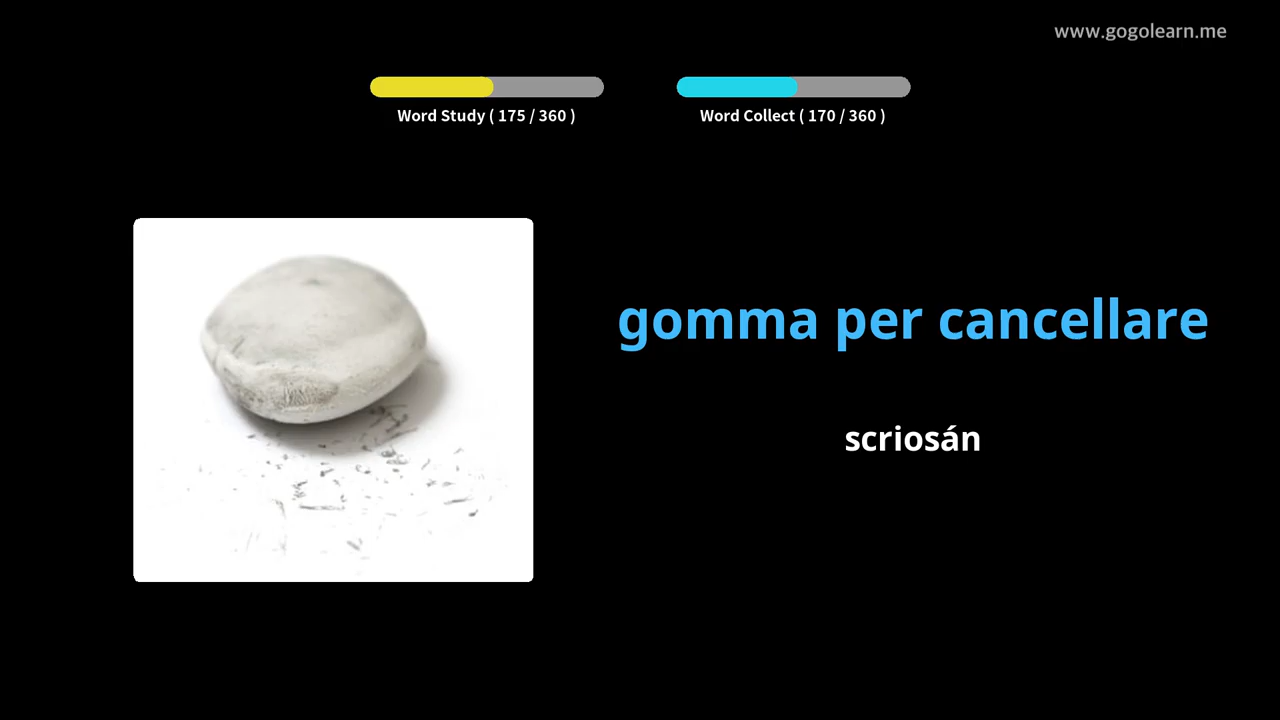 www.gogolearn.me
Word Study ( 175 / 360 )
Word Collect ( 170 / 360 )
gomma per cancellare
scriosán